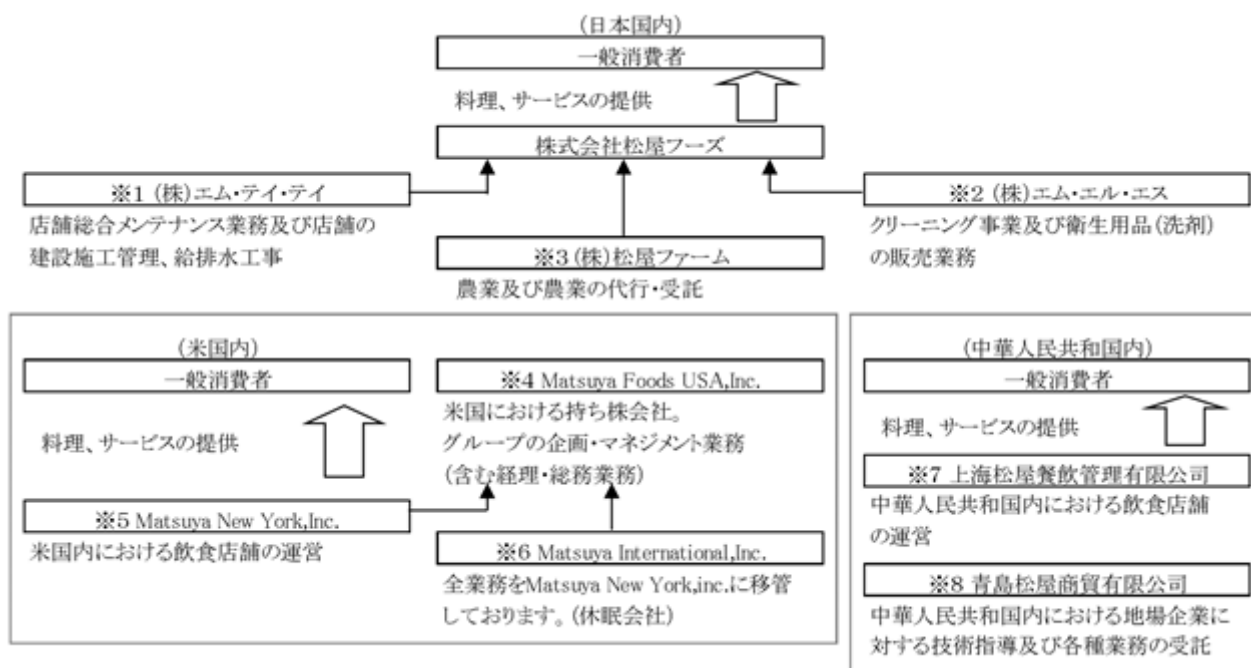 (日本国内)
一般消費者
料理、サービスの提供
株式会社松屋フーズ
※1 (株)エム・テイ・テイ
店舗総合メンテナンス業務及び店舗の
建設施工管理、給排水工事
※2 (株)エム・エル・エス
クリーニング事業及び衛生用品(洗剤)
の販売業務
※3 (株)松屋ファーム
農業及び農業の代行・受託
(米国内)
一般消費者
料理、サービスの提供
※4 Matsuya Foods USA,Inc.
米国における持ち株会社。
グループの企画・マネジメント業務
(含む経理・総務業務)
※5 Matsuya New York,Inc.
米国内における飲食店舗の運営
※6 Matsuya International,Inc.
全業務をMatsuya New York,inc.に移管
しております。(休眠会社)
(中華人民共和国内)
一般消費者
料理、サービスの提供
※7 上海松屋餐飲管理有限公司
中華人民共和国内における飲食店舗
の運営
※8 青島松屋商貿有限公司
中華人民共和国内における地場企業に
対する技術指導及び各種業務の受託